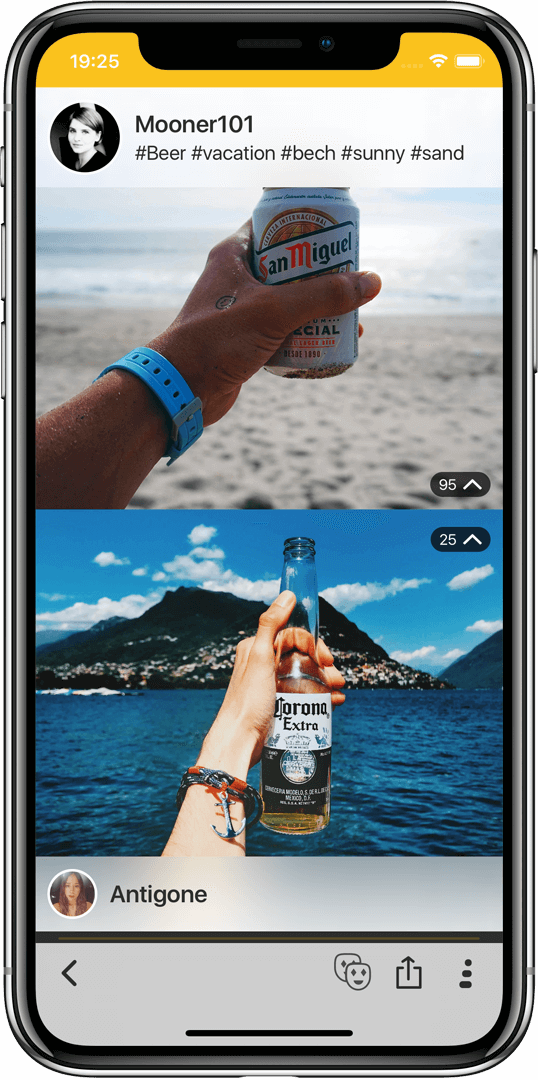 19:25
Mooner101
#Beer #vacation #bech #sunny #sand
CERVEZA INTERNACIONAL
San Miguel
ECIAL
DESDE 1890
95
25
Corona
Extra
CERVECERIA MODELO, S. DE R.L. DE C.V.
MEXICO, D.F.
Antigone